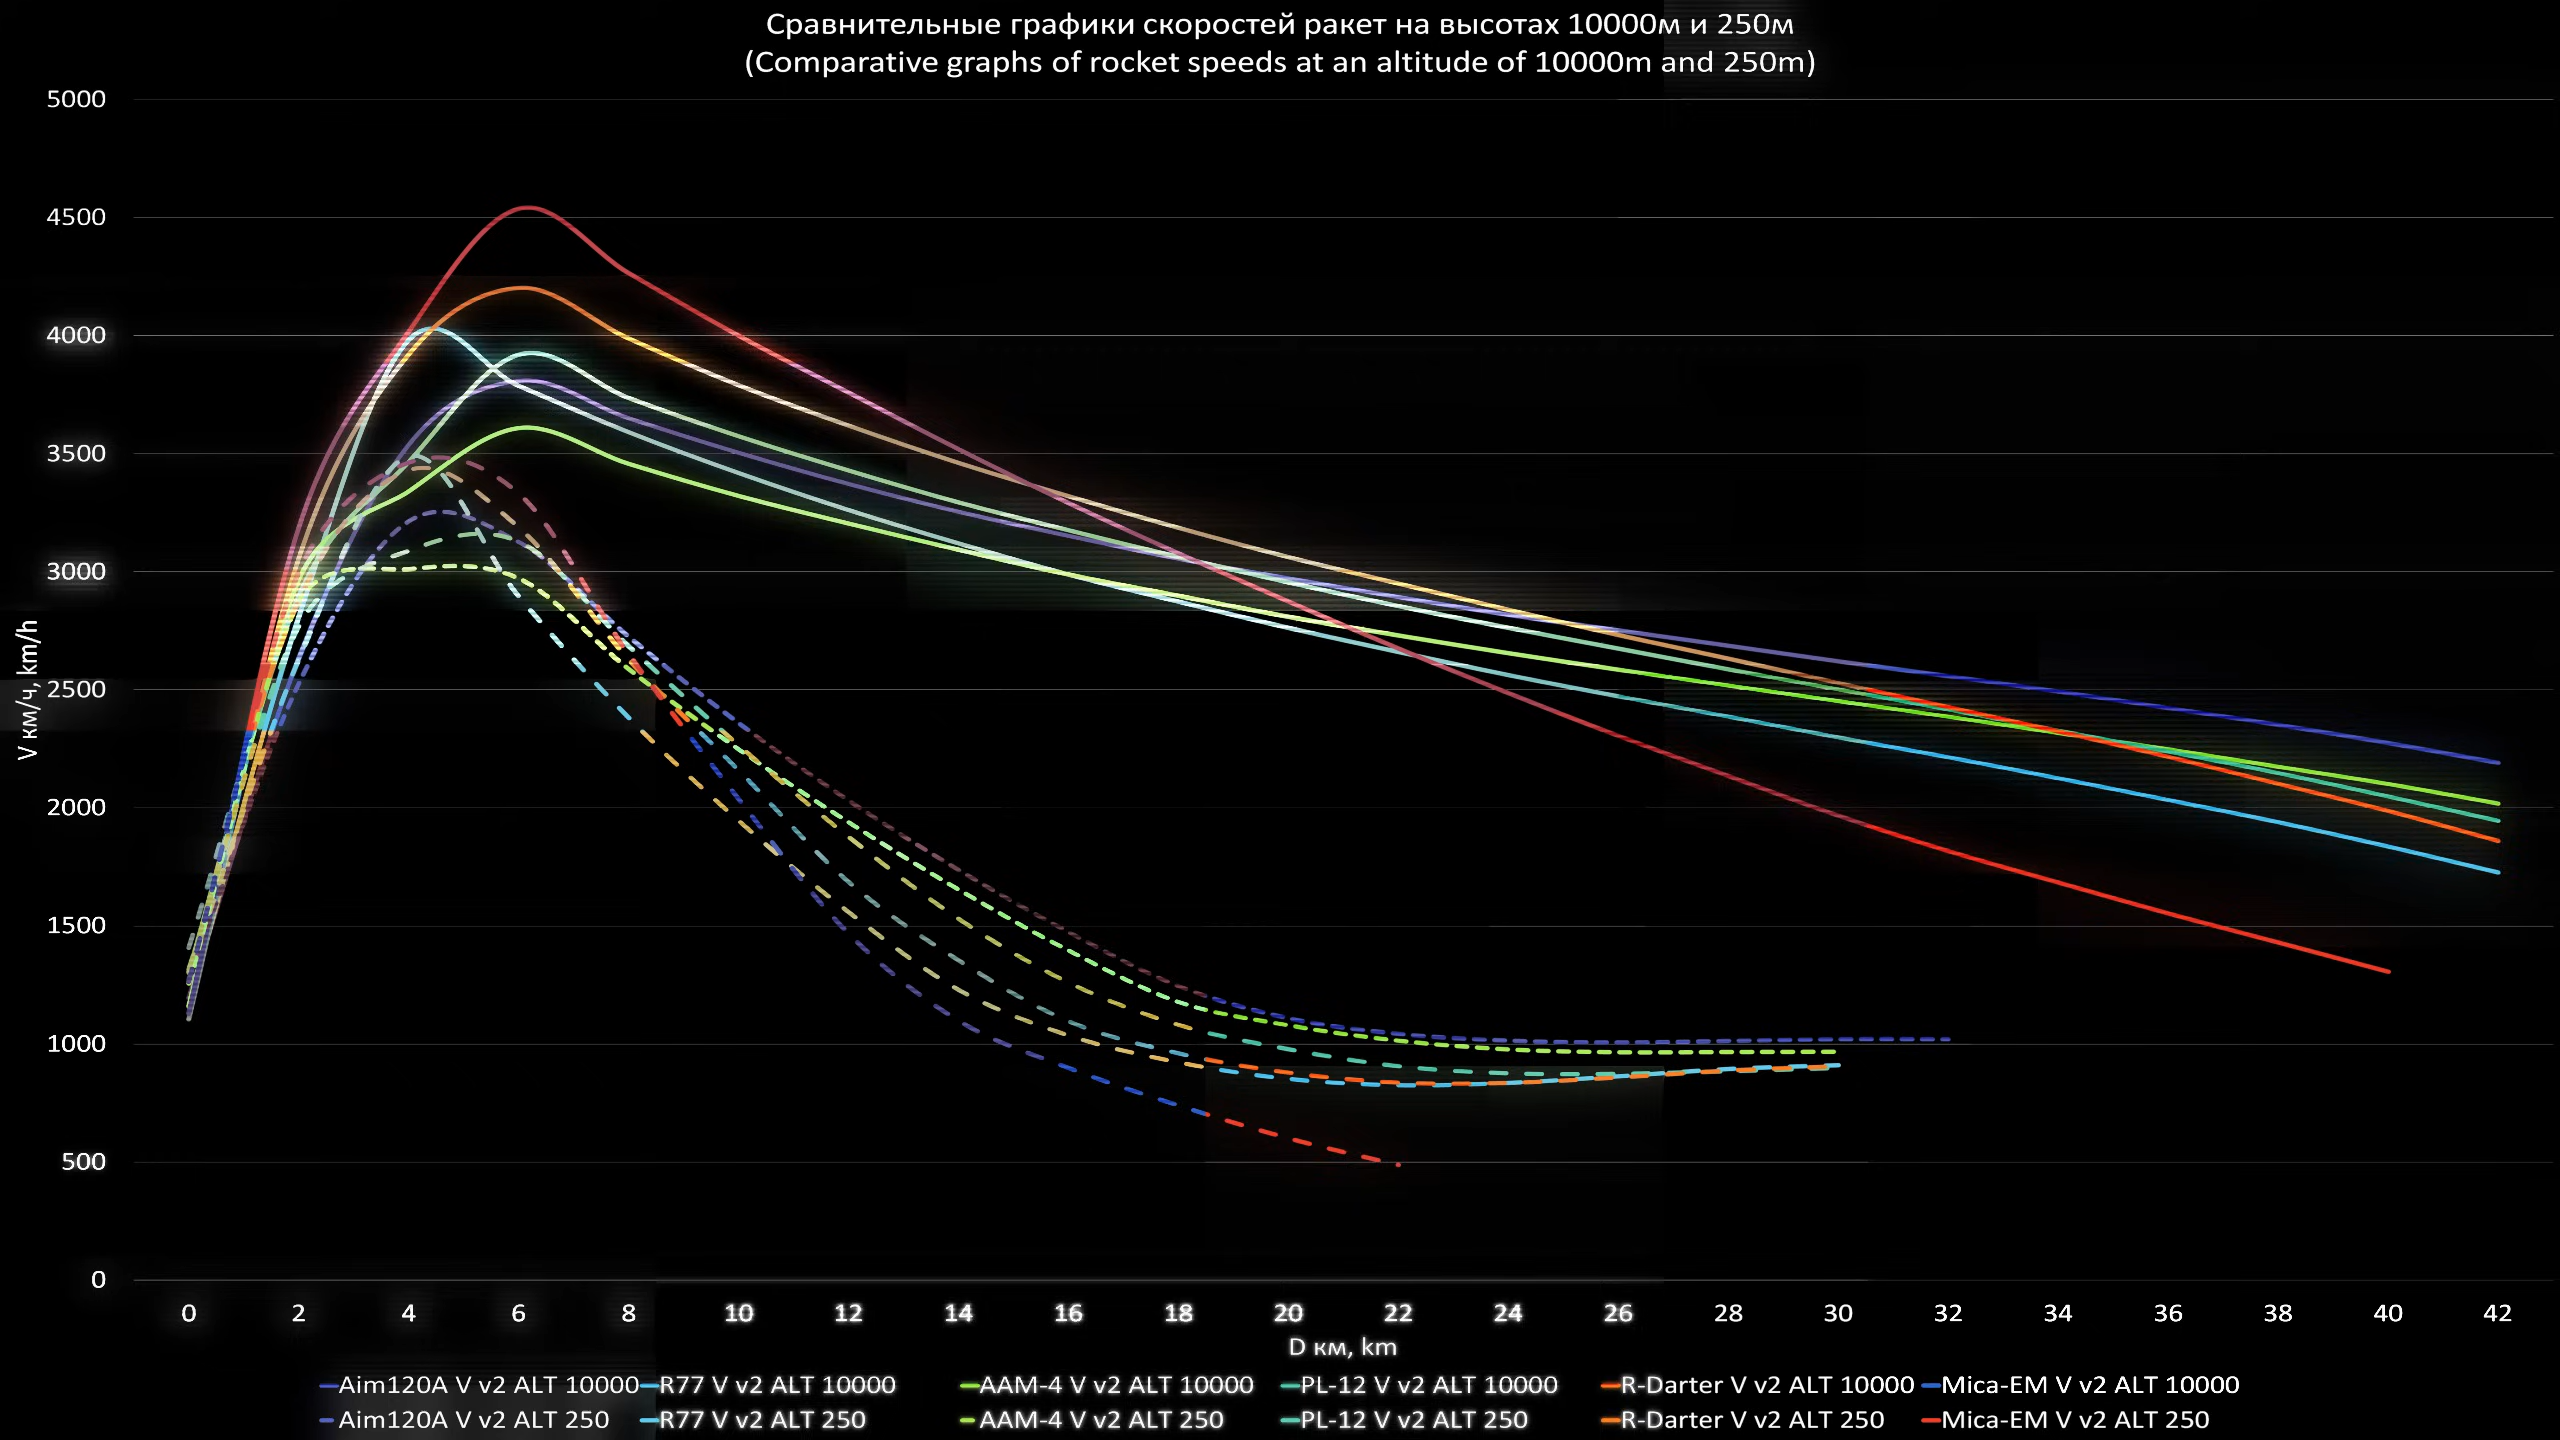 Сравнительные графики скоростей ракет на высотах 10000м и 250м
(Comparative graphs of rocket speeds at an altitude of 10000m and 250m)
5000
4500
4000
3500
3000
2500
2000
1500
1000
500
0
V км/ч, km/h
0 2 4 6 8 10 12 14 16 18 20 22 24 26 28 30 32 34 36 38 40 42
D км, km
Aim120A V v2 ALT 10000 R77 V v2 ALT 10000 AAM-4 V v2 ALT 10000 PL-12 V v2 ALT 10000 R-Darter V v2 ALT 10000 Mica-EM V v2 ALT 10000
Aim120A V v2 ALT 250 R77 V v2 ALT 250 AAM-4 V v2 ALT 250 PL-12 V v2 ALT 250 R-Darter V v2 ALT 250 Mica-EM V v2 ALT 250